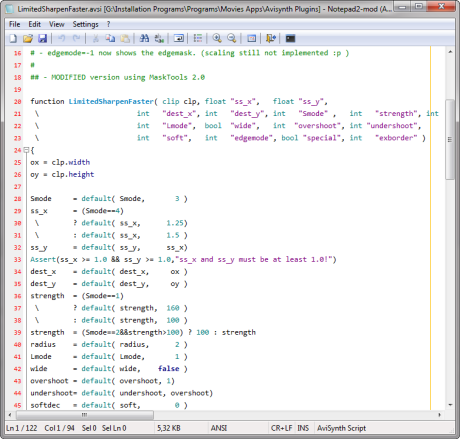 LimitedSharpenFaster.avsi [G:\Installation Programs\Programs\Movies Apps\Avisynth Plugins] - Notepad2-mod (A...
File Edit View Settings
16 # - edgemode=-1 now shows the edgemask. (scaling still not implemented :p )
17 #
18 ## - MODIFIED version using MaskTools 2.0
19
20 function LimitedSharpenFaster( clip clp, float "ss_x", float "ss_y",
21 \ int "dest_x", int "dest_y", int "Smode" , int "strength", int
22 \ int "Lmode", bool "wide", int "overshoot", int "undershoot",
23 \ int "soft", int "edgemode", bool "special", int "exborder" )
24 {
25 ox = clp.width
26 oy = clp.height
27
28 Smode = default( Smode, 3 )
29 ss_x = (Smode==4)
30 \ ? default( ss_x, 1.25)
31 \ : default( ss_x, 1.5 )
32 ss_y = default( ss_y, ss_x)
33 Assert(ss_x >= 1.0 && ss_y >= 1.0,"ss_x and ss_y must be at least 1.0!")
34 dest_x = default( dest_x, ox )
35 dest_y = default( dest_y, oy )
36 strength = (Smode==1)
37 \ ? default( strength, 160 )
38 \ : default( strength, 100 )
39 strength = (Smode==2&&strength>100) ? 100 : strength
40 radius = default( radius, 2 )
41 Lmode = default( Lmode, 1 )
42 wide = default( wide, false )
43 overshoot = default( overshoot, 1)
44 undershoot= default( undershoot, overshoot)
45 softdec = default( soft, 0 )
Ln 1 / 122 Col 1 / 94 Sel 0 Sel Ln 0 5,32 KB ANSI CR+LF INS AviSynth Script